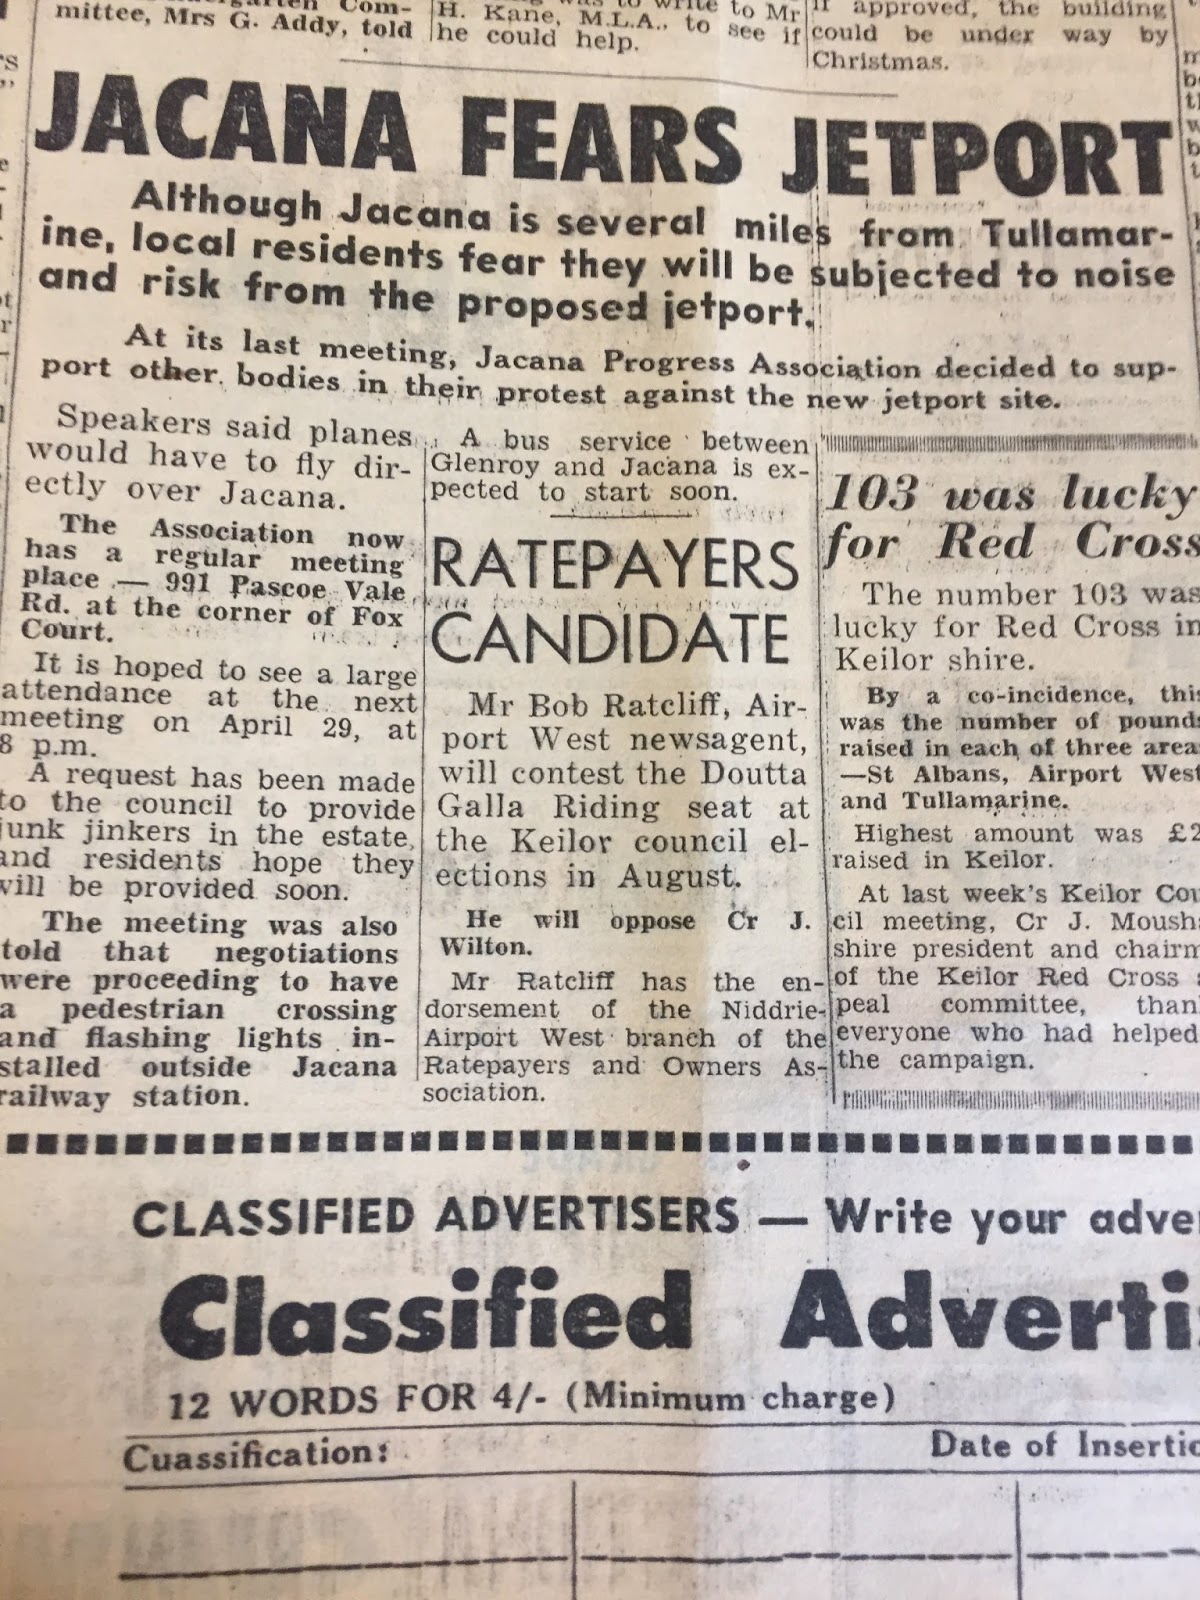 mittee, Mrs G. Addy, told
H. Kane, M.L.A., to see if
he could help.
if approved, the building
could be under way by
Christmas.
JACANA FEARS JETPORT
Although Jacana is several miles from Tullamar-
ine, local residents fear they will be subjected to noise
and risk from the proposed jetport.
At its last meeting, Jacana Progress Association decided to sup-
port other bodies in their protest against the new jetport site.
Speakers said planes
would have to fly dir-
ectly over Jacana.
The Association now
has a regular meeting
place — 991 Pascoe Vale
Rd. at the corner of Fox
Court.
It is hoped to see a large
attendance at the next
meeting on April 29, at
8 p.m.
A request has been made
to the council to provide
junk jinkers in the estate,
and residents hope they
will be provided soon.
The meeting was also
told that negotiations
were proceeding to have
a pedestrian crossing
and flashing lights in-
stalled outside Jacana
railway station.
A bus service between
Glenroy and Jacana is ex-
pected to start soon.
RATEPAYERS
CANDIDATE
Mr Bob Ratcliff, Air-
port West newsagent,
will contest the Doutta
Galla Riding seat at
the Keilor council el-
ections in August.
He will oppose Cr J.
Wilton.
Mr Ratcliff has the en-
dorsement of the Niddrie-
Airport West branch of the
Ratepayers and Owners As-
sociation.
103 was lucky
for Red Cross
The number 103 was
lucky for Red Cross in
Keilor shire.
By a co-incidence, this
was the number of pounds
raised in each of three area
—St Albans, Airport West
and Tullamarine.
Highest amount was £2
raised in Keilor.
At last week's Keilor Cou
cil meeting, Cr J. Mousha
shire president and chairm
of the Keilor Red Cross a
peal committee, than
everyone who had helped
the campaign.
CLASSIFIED ADVERTISERS — Write your adve
Classified Adverti
12 WORDS FOR 4/- (Minimum charge)
Cuassification:
Date of Insertio